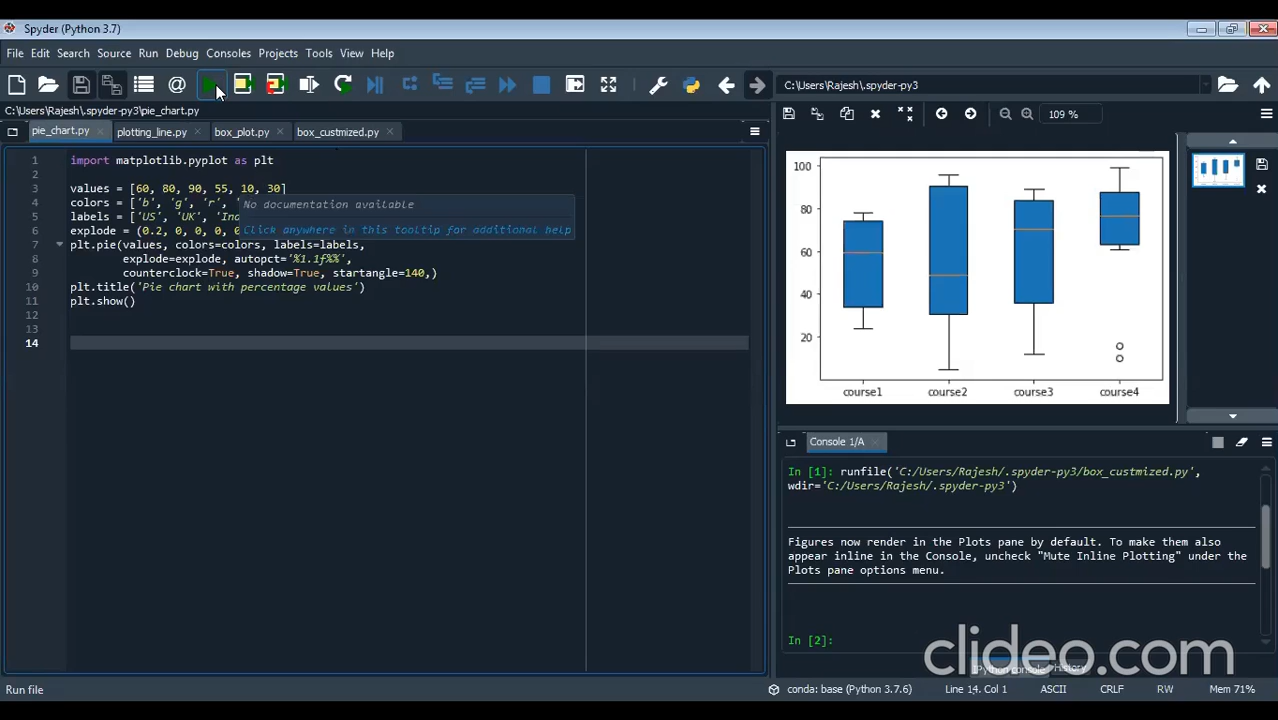 Spyder (Python 3.7)
File Edit Search Source Run Debug Consoles Projects Tools View Help
C:\Users\Rajesh\.spyder-py3
C:\Users\Rajesh\.spyder-py3\pie_chart.py
pie_chart.py plotting_line.py box_plot.py box_custmized.py
109 %
1 import matplotlib.pyplot as plt
2
3 values = [60, 80, 90, 55, 10, 30]
4 colors = ['b', 'g', 'r', '
5 labels = ['US', 'UK', 'Ind
6 explode = (0.2, 0, 0, 0, 0
7 plt.pie(values, colors=colors, labels=labels,
8 explode=explode, autopct='%1.1f%%',
9 counterclock=True, shadow=True, startangle=140,)
10 plt.title('Pie chart with percentage values')
11 plt.show()
12
13
14
No documentation available
Click anywhere in this tooltip for additional help
100
80
60
40
20
course1 course2 course3 course4
Console 1/A
In [1]: runfile('C:/Users/Rajesh/.spyder-py3/box_custmized.py',
wdir='C:/Users/Rajesh/.spyder-py3')
Figures now render in the Plots pane by default. To make them also
appear inline in the Console, uncheck "Mute Inline Plotting" under the
Plots pane options menu.
In [2]:
clideo.com
IPython console History
Run file
conda: base (Python 3.7.6) Line 14, Col 1 ASCII CRLF RW Mem 71%